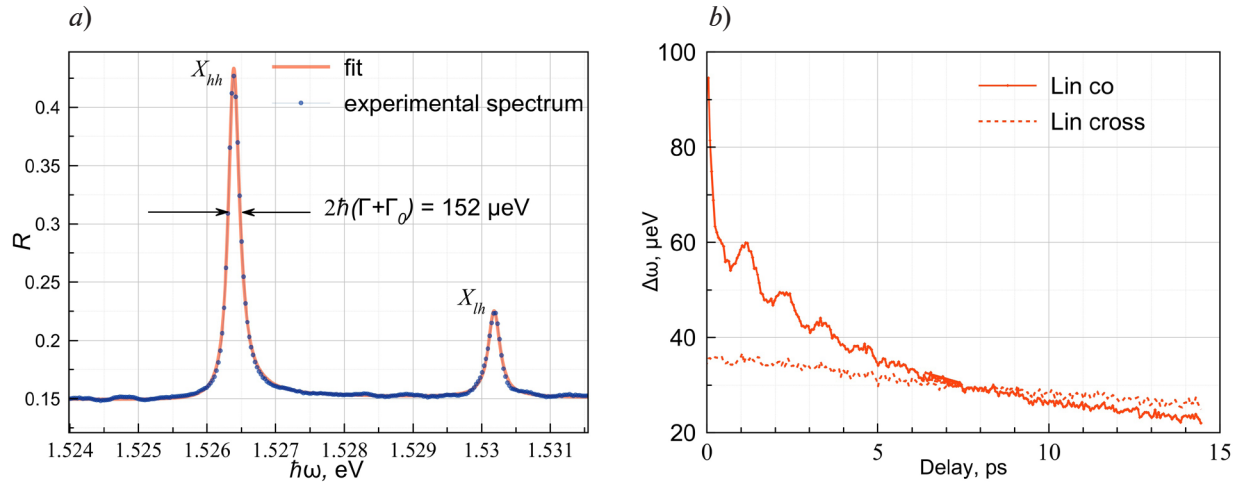 a)
X_hh
fit
experimental spectrum
0.4
0.35
0.3
0.25
0.2
0.15
R
2ħ(Γ+Γ_0) = 152 µeV
X_lh
1.524 1.525 1.526 1.527 1.528 1.529 1.53 1.531
ħω, eV
b)
100
80
60
40
20
Δω, µeV
Lin co
Lin cross
0 5 10 15
Delay, ps